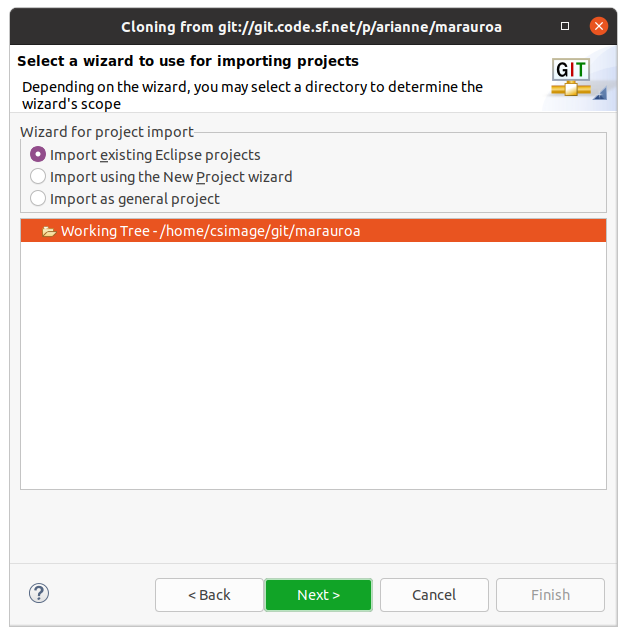 Cloning from git://git.code.sf.net/p/arianne/marauroa
Select a wizard to use for importing projects
Depending on the wizard, you may select a directory to determine the
wizard's scope
GIT
Wizard for project import
Import existing Eclipse projects
Import using the New Project wizard
Import as general project
Working Tree - /home/csimage/git/marauroa
?
< Back
Next >
Cancel
Finish